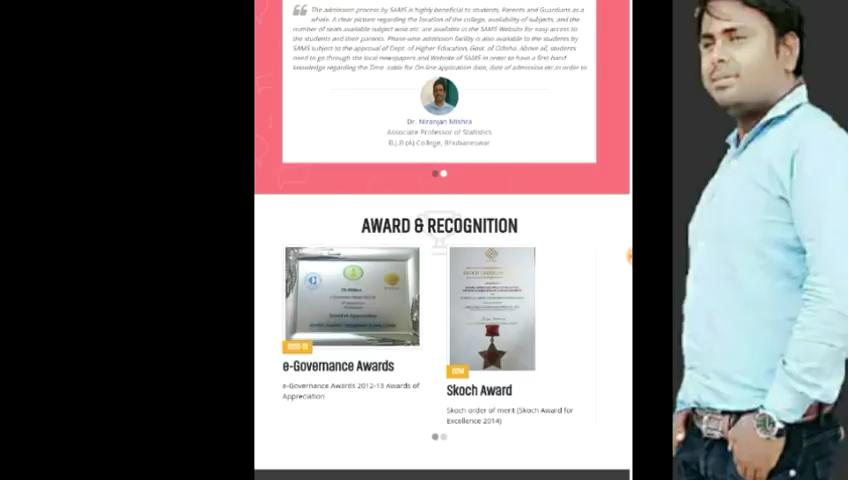 The admission process by SAMS is highly beneficial to students, Parents and Guardians as a
whole. A clear picture regarding the location of the college, availability of subjects, and the
number of seats available subject wise etc. are available in the SAMS Website for easy access to
the students and their parents. Phase-wise admission facility is also available to the students by
SAMS subject to the approval of Dept. of Higher Education, Govt. of Odisha. Above all, students
need to go through the local newspapers and Website of SAMS in order to have a first hand
knowledge regarding the Time -table for On-line application date, date of admission etc.in order to
Dr. Niranjan Mishra
Associate Professor of Statistics
B.J.B (A) College, Bhubaneswar
AWARD & RECOGNITION
e-Governance Awards
e-Governance Awards 2012-13 Awards of
Appreciation
Skoch Award
Skoch order of merit (Skoch Award for
Excellence 2014)